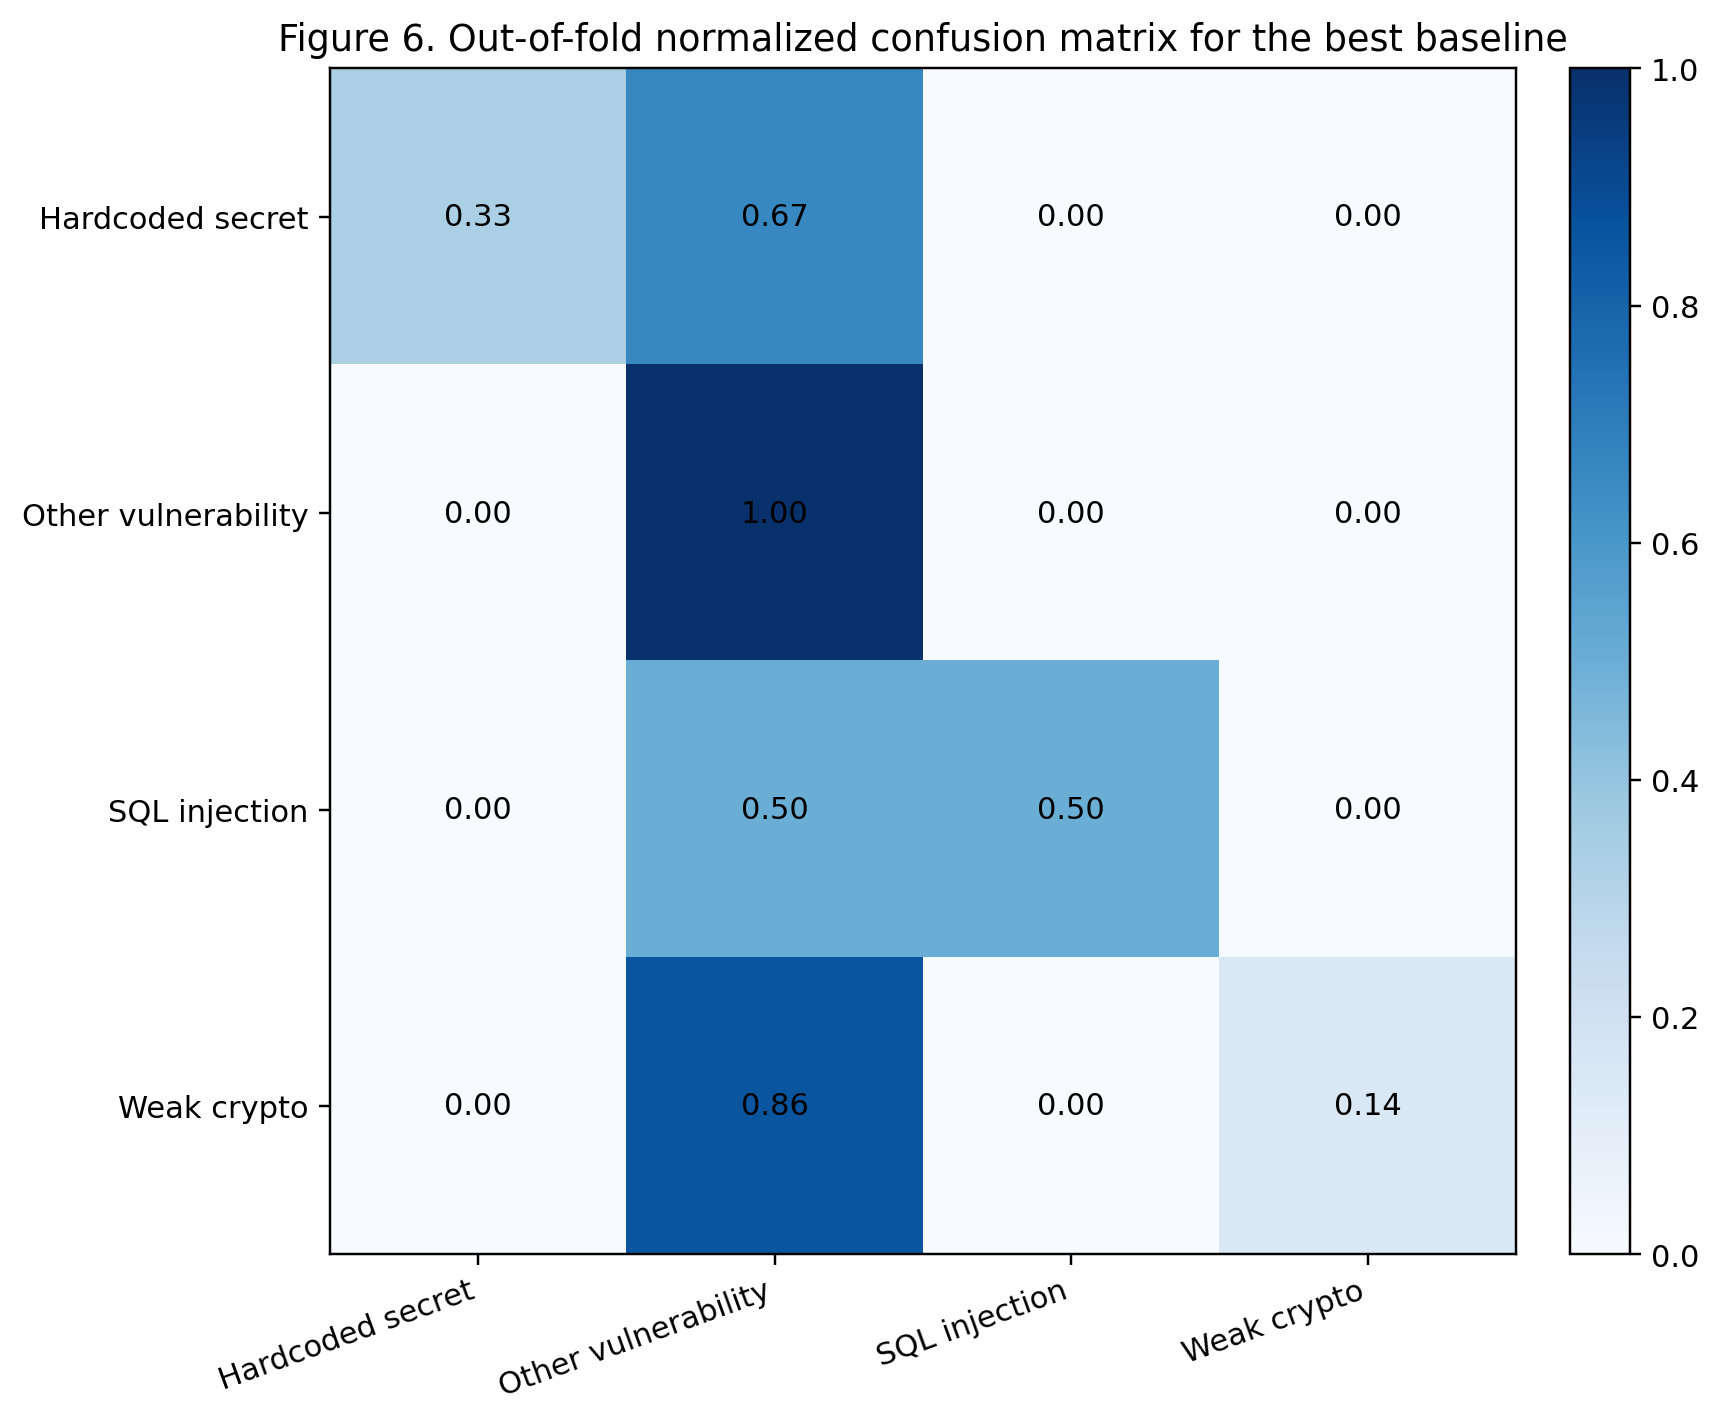 Figure 6. Out-of-fold normalized confusion matrix for the best baseline
1.0
Hardcoded secret 0.33 0.67 0.00 0.00
0.8
Other vulnerability 0.00 1.00 0.00 0.00
0.6
SQL injection 0.00 0.50 0.50 0.00
0.4
Weak crypto 0.00 0.86 0.00 0.14
0.2
0.0
Hardcoded secret
Other vulnerability
SQL injection
Weak crypto